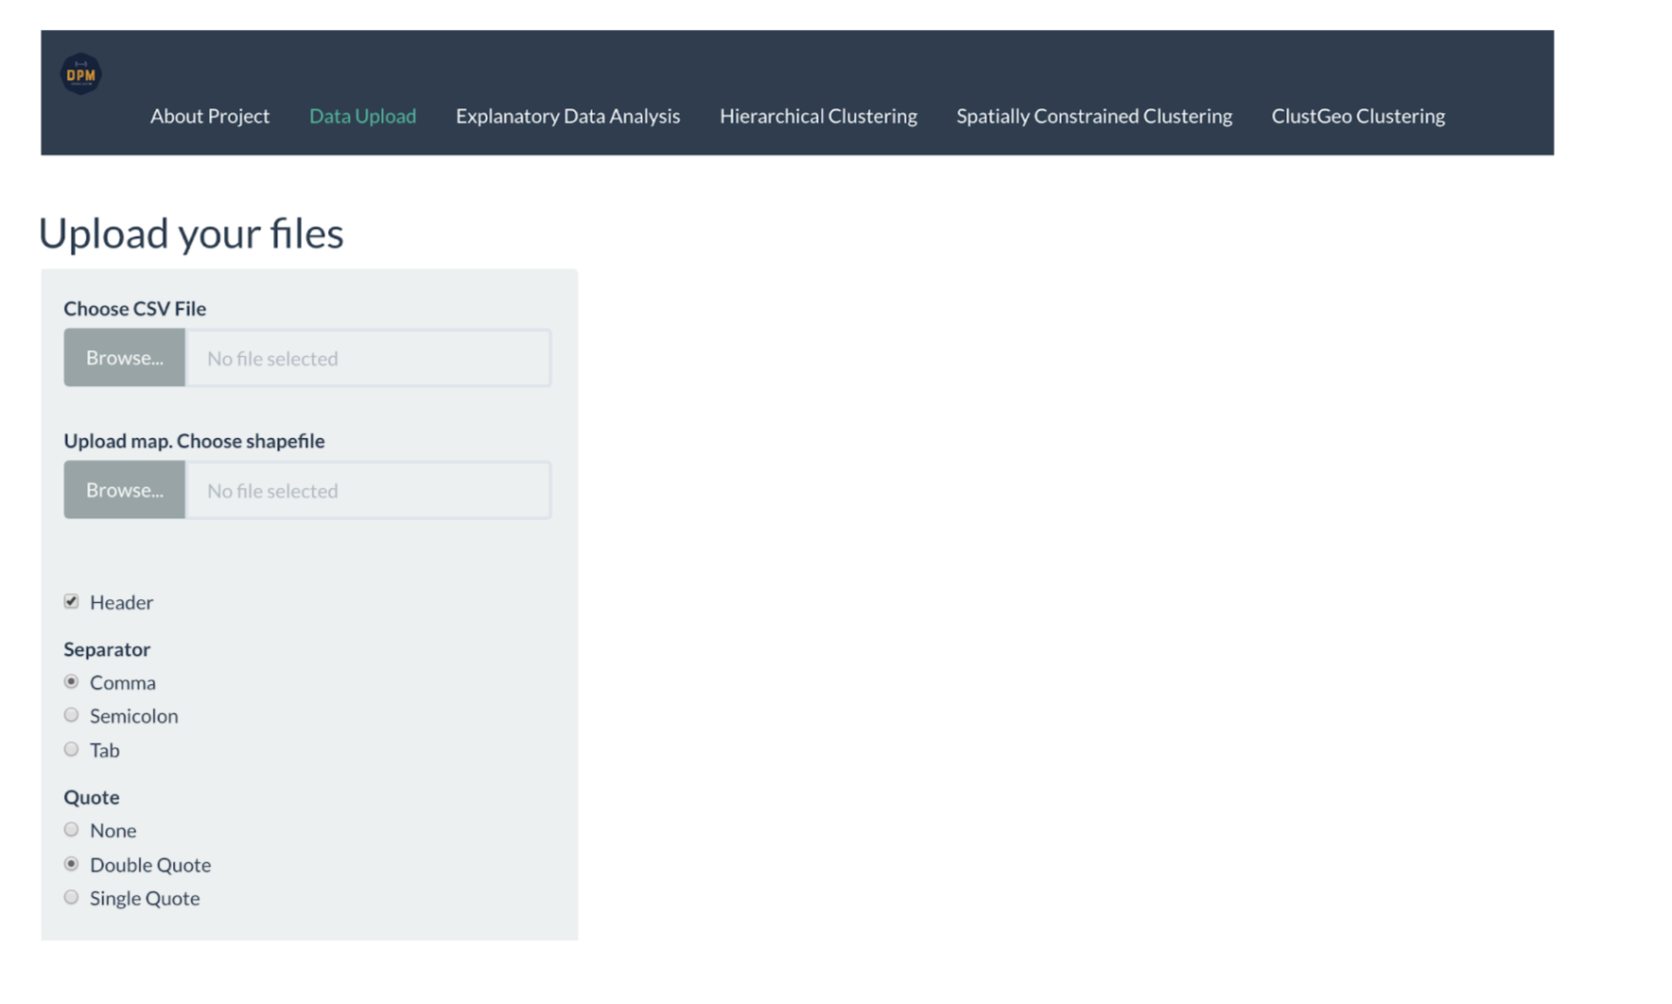 DPM
About Project Data Upload Explanatory Data Analysis Hierarchical Clustering Spatially Constrained Clustering ClustGeo Clustering
Upload your files
Choose CSV File
Browse... No file selected
Upload map. Choose shapefile
Browse... No file selected
Header
Separator
Comma
Semicolon
Tab
Quote
None
Double Quote
Single Quote